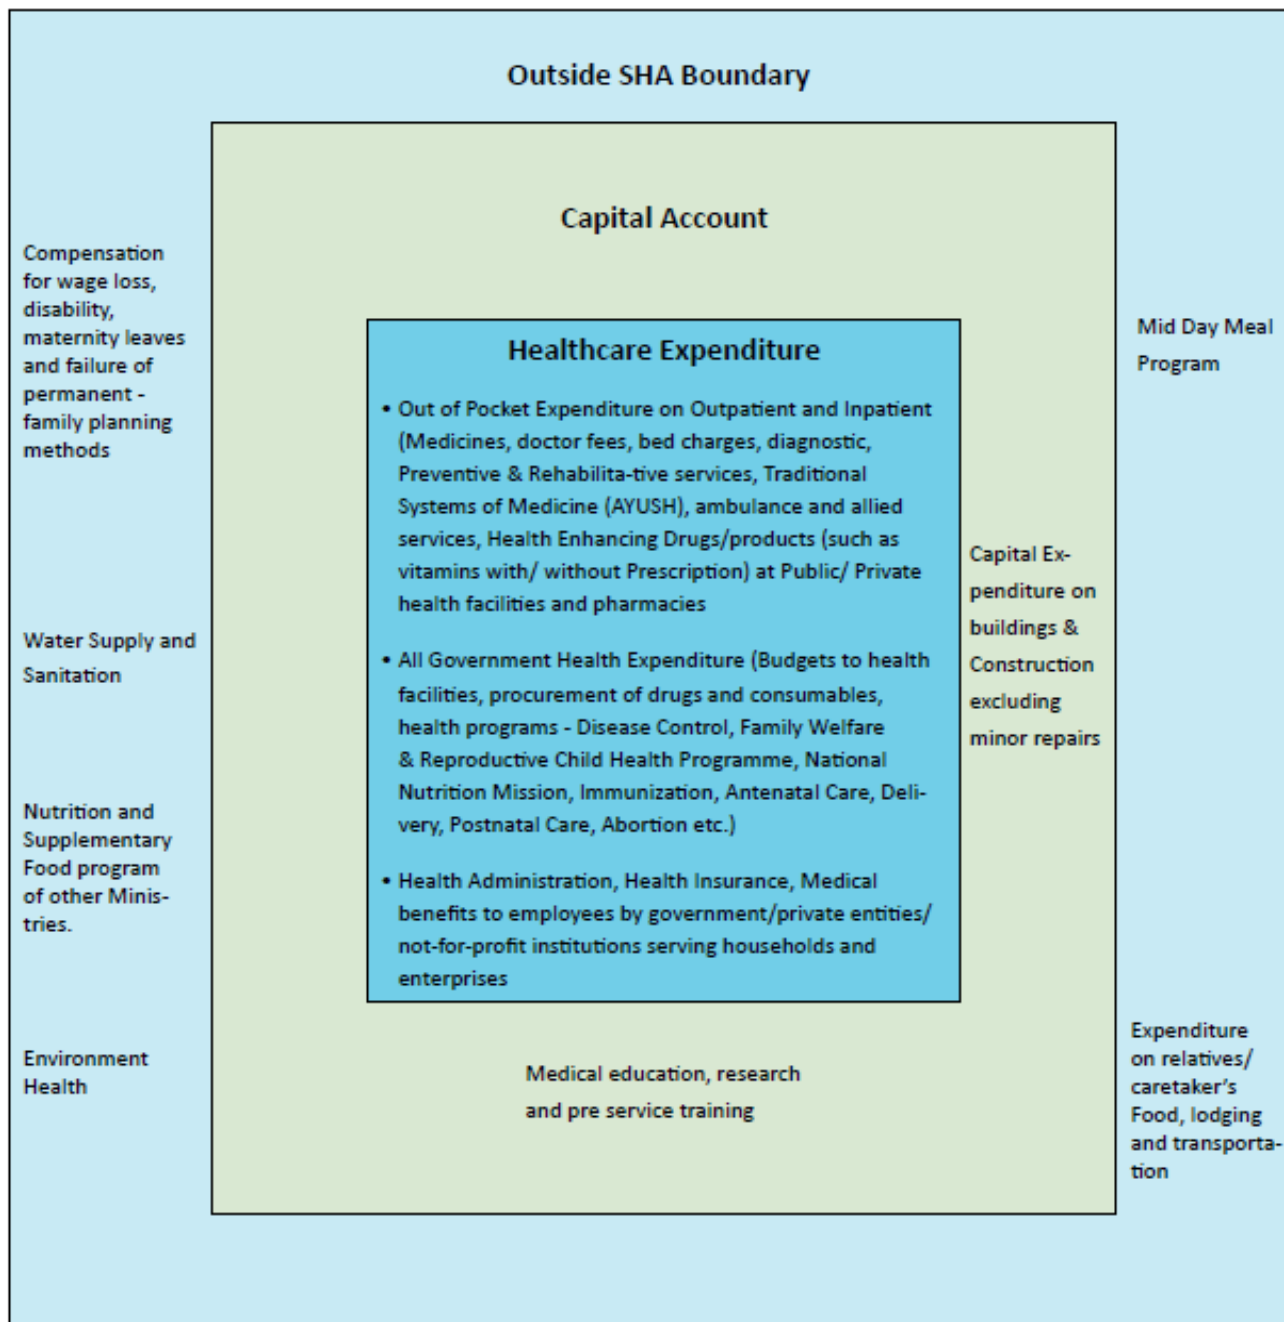 Outside SHA Boundary
Capital Account
Compensation
for wage loss,
disability,
maternity leaves
and failure of
permanent -
family planning
methods
Water Supply and
Sanitation
Nutrition and
Supplementary
Food program
of other Minis-
tries.
Environment
Health
Healthcare Expenditure
• Out of Pocket Expenditure on Outpatient and Inpatient
(Medicines, doctor fees, bed charges, diagnostic,
Preventive & Rehabilita-tive services, Traditional
Systems of Medicine (AYUSH), ambulance and allied
services, Health Enhancing Drugs/products (such as
vitamins with/ without Prescription) at Public/ Private
health facilities and pharmacies
• All Government Health Expenditure (Budgets to health
facilities, procurement of drugs and consumables,
health programs - Disease Control, Family Welfare
& Reproductive Child Health Programme, National
Nutrition Mission, Immunization, Antenatal Care, Deli-
very, Postnatal Care, Abortion etc.)
• Health Administration, Health Insurance, Medical
benefits to employees by government/private entities/
not-for-profit institutions serving households and
enterprises
Capital Ex-
penditure on
buildings &
Construction
excluding
minor repairs
Medical education, research
and pre service training
Mid Day Meal
Program
Expenditure
on relatives/
caretaker’s
Food, lodging
and transporta-
tion